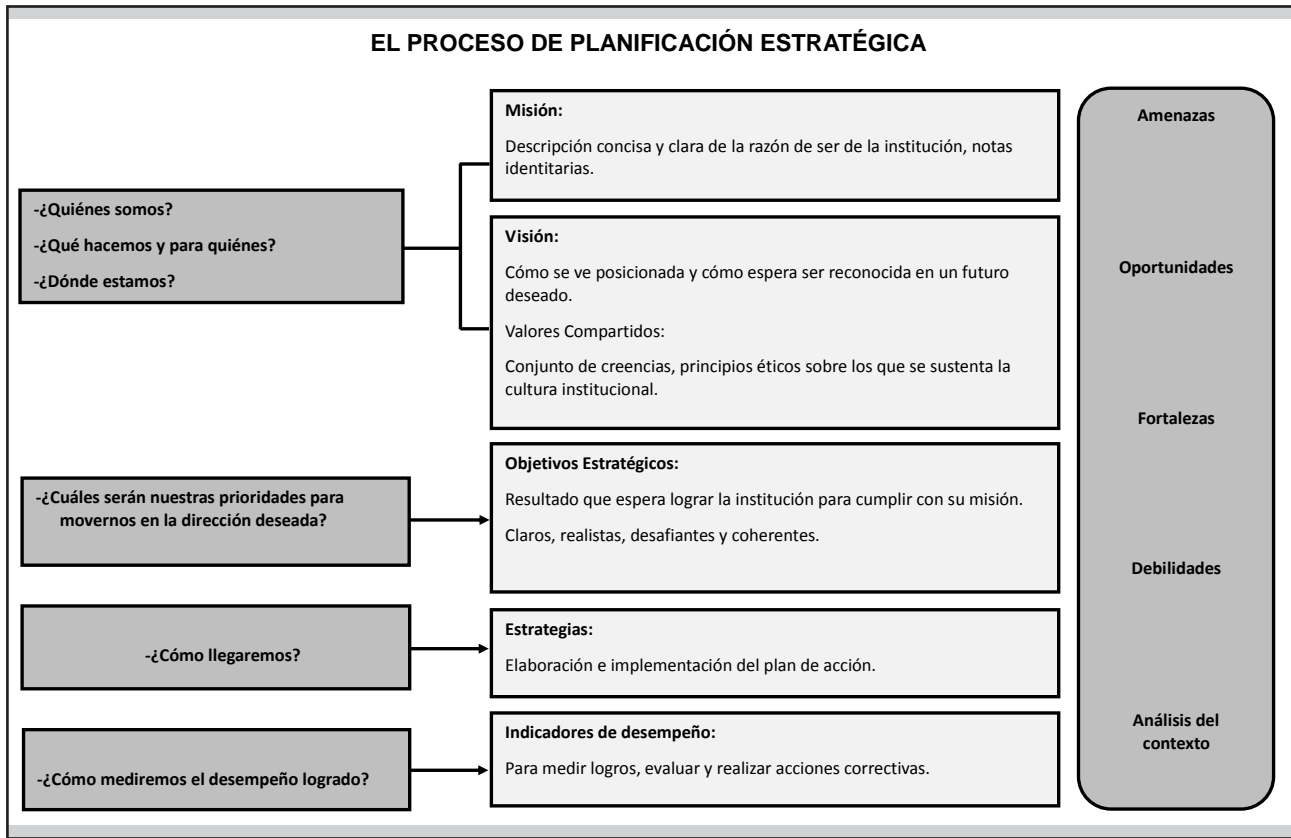 EL PROCESO DE PLANIFICACIÓN ESTRATÉGICA
-¿Quiénes somos?
-¿Qué hacemos y para quiénes?
-¿Dónde estamos?
Misión:
Descripción concisa y clara de la razón de ser de la institución, notas
identitarias.
Visión:
Cómo se ve posicionada y cómo espera ser reconocida en un futuro
deseado.
Valores Compartidos:
Conjunto de creencias, principios éticos sobre los que se sustenta la
cultura institucional.
-¿Cuáles serán nuestras prioridades para
movernos en la dirección deseada?
Objetivos Estratégicos:
Resultado que espera lograr la institución para cumplir con su misión.
Claros, realistas, desafiantes y coherentes.
-¿Cómo llegaremos?
Estrategias:
Elaboración e implementación del plan de acción.
-¿Cómo mediremos el desempeño logrado?
Indicadores de desempeño:
Para medir logros, evaluar y realizar acciones correctivas.
Amenazas
Oportunidades
Fortalezas
Debilidades
Análisis del
contexto